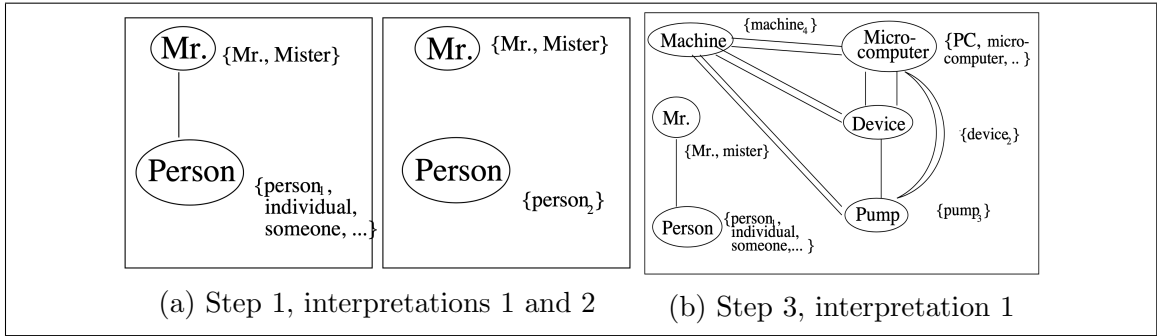 Mr.
{Mr., Mister}
Person
{person1,
individual,
someone, ...}
Mr.
{Mr., Mister}
Person
{person2}
(a) Step 1, interpretations 1 and 2
{machine4}
Machine
Micro-
computer
{PC, micro-
computer, .. }
Mr.
Device
{Mr., mister}
{device2}
Person
{person1,
individual,
someone,... }
Pump
{pump3}
(b) Step 3, interpretation 1